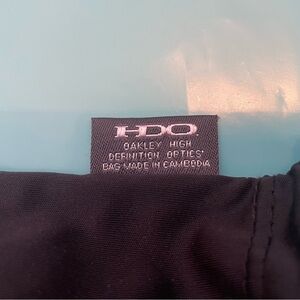 HDO
OAKLEY HIGH
DEFINITION OPTICS®
BAG MADE IN CAMBODIA